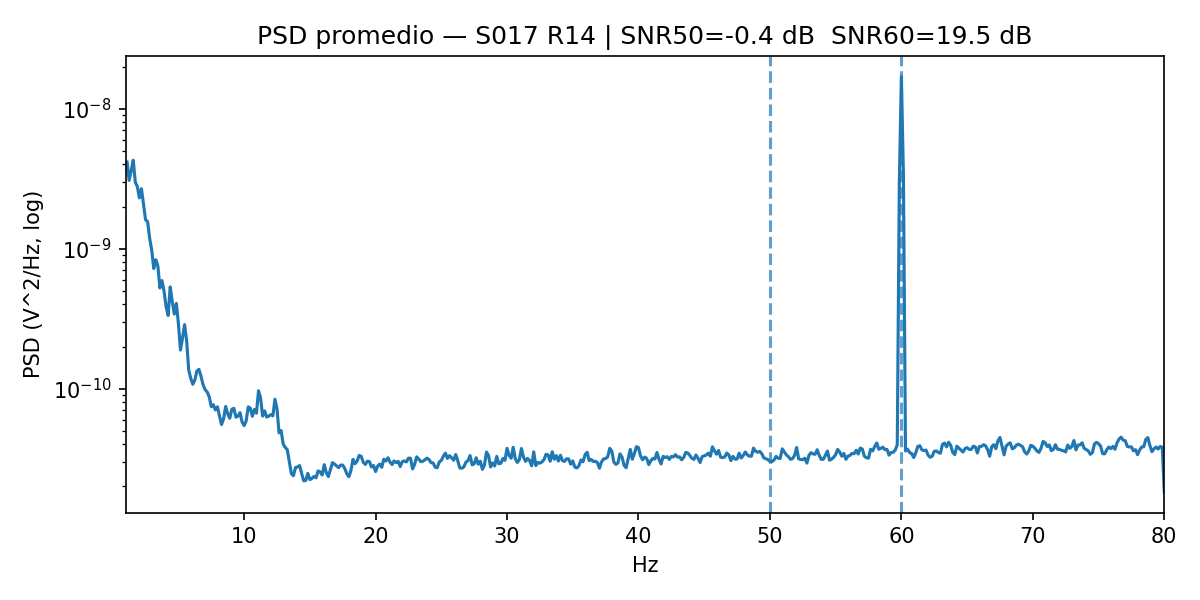 PSD promedio — S017 R14 | SNR50=-0.4 dB  SNR60=19.5 dB
PSD (V^2/Hz, log)
10⁻⁸
10⁻⁹
10⁻¹⁰
10 20 30 40 50 60 70 80
Hz